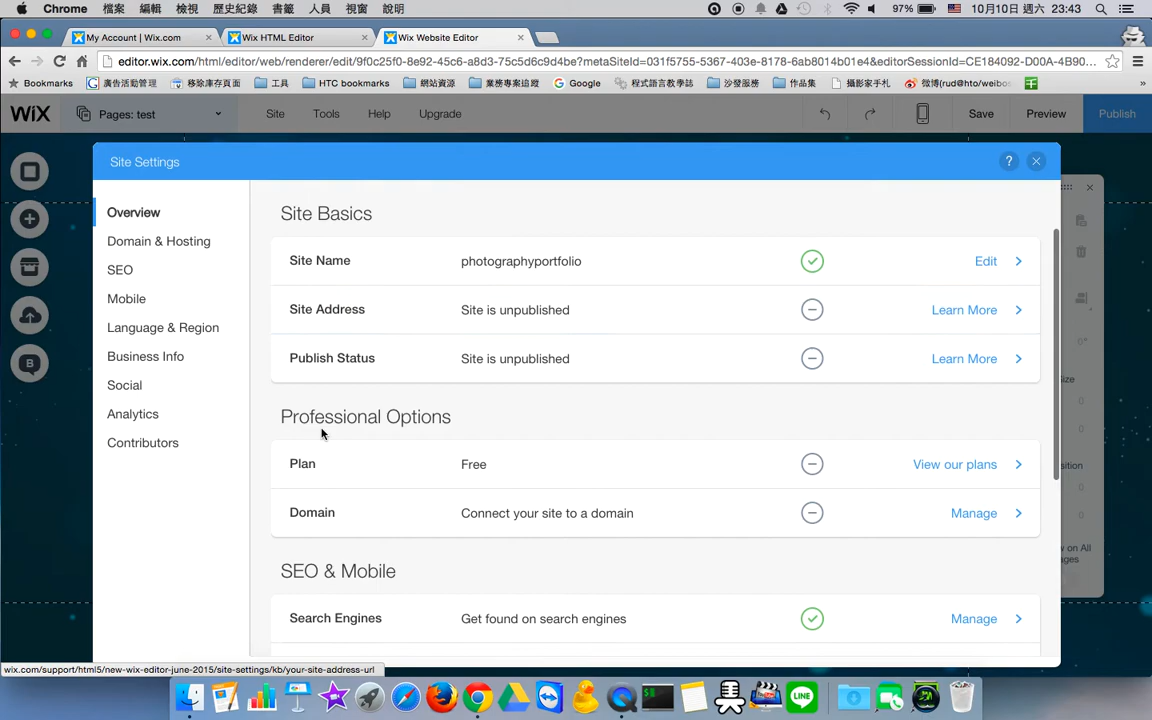 Chrome 檔案 編輯 檢視 歷史紀錄 書籤 人員 視窗 說明 97% 10月10日 週六 23:43
My Account | Wix.com Wix HTML Editor Wix Website Editor
editor.wix.com/html/editor/web/renderer/edit/9f0c25f0-8e92-45c6-a8d3-75c5d6c9d4be?metaSiteId=031f5755-5367-403e-8178-6ab8014b01e4&editorSessionId=CE184092-D00A-4B90...
Bookmarks 廣告活動管理 移除庫存頁面 工具 HTC bookmarks 網站資源 業務專案追蹤 沙發服務 Google 程式語言教學誌 作品集 攝影家手札 微博(rud@hto/weibos
WiX Pages: test Site Tools Help Upgrade Save Preview Publish
Site Settings ?
Overview
Domain & Hosting
SEO
Mobile
Language & Region
Business Info
Social
Analytics
Contributors
Site Basics
Site Name photographyportfolio Edit
Site Address Site is unpublished Learn More
Publish Status Site is unpublished Learn More
Professional Options
Plan Free View our plans
Domain Connect your site to a domain Manage
SEO & Mobile
Search Engines Get found on search engines Manage
wix.com/support/html5/new-wix-editor-june-2015/site-settings/kb/your-site-address-url
LINE